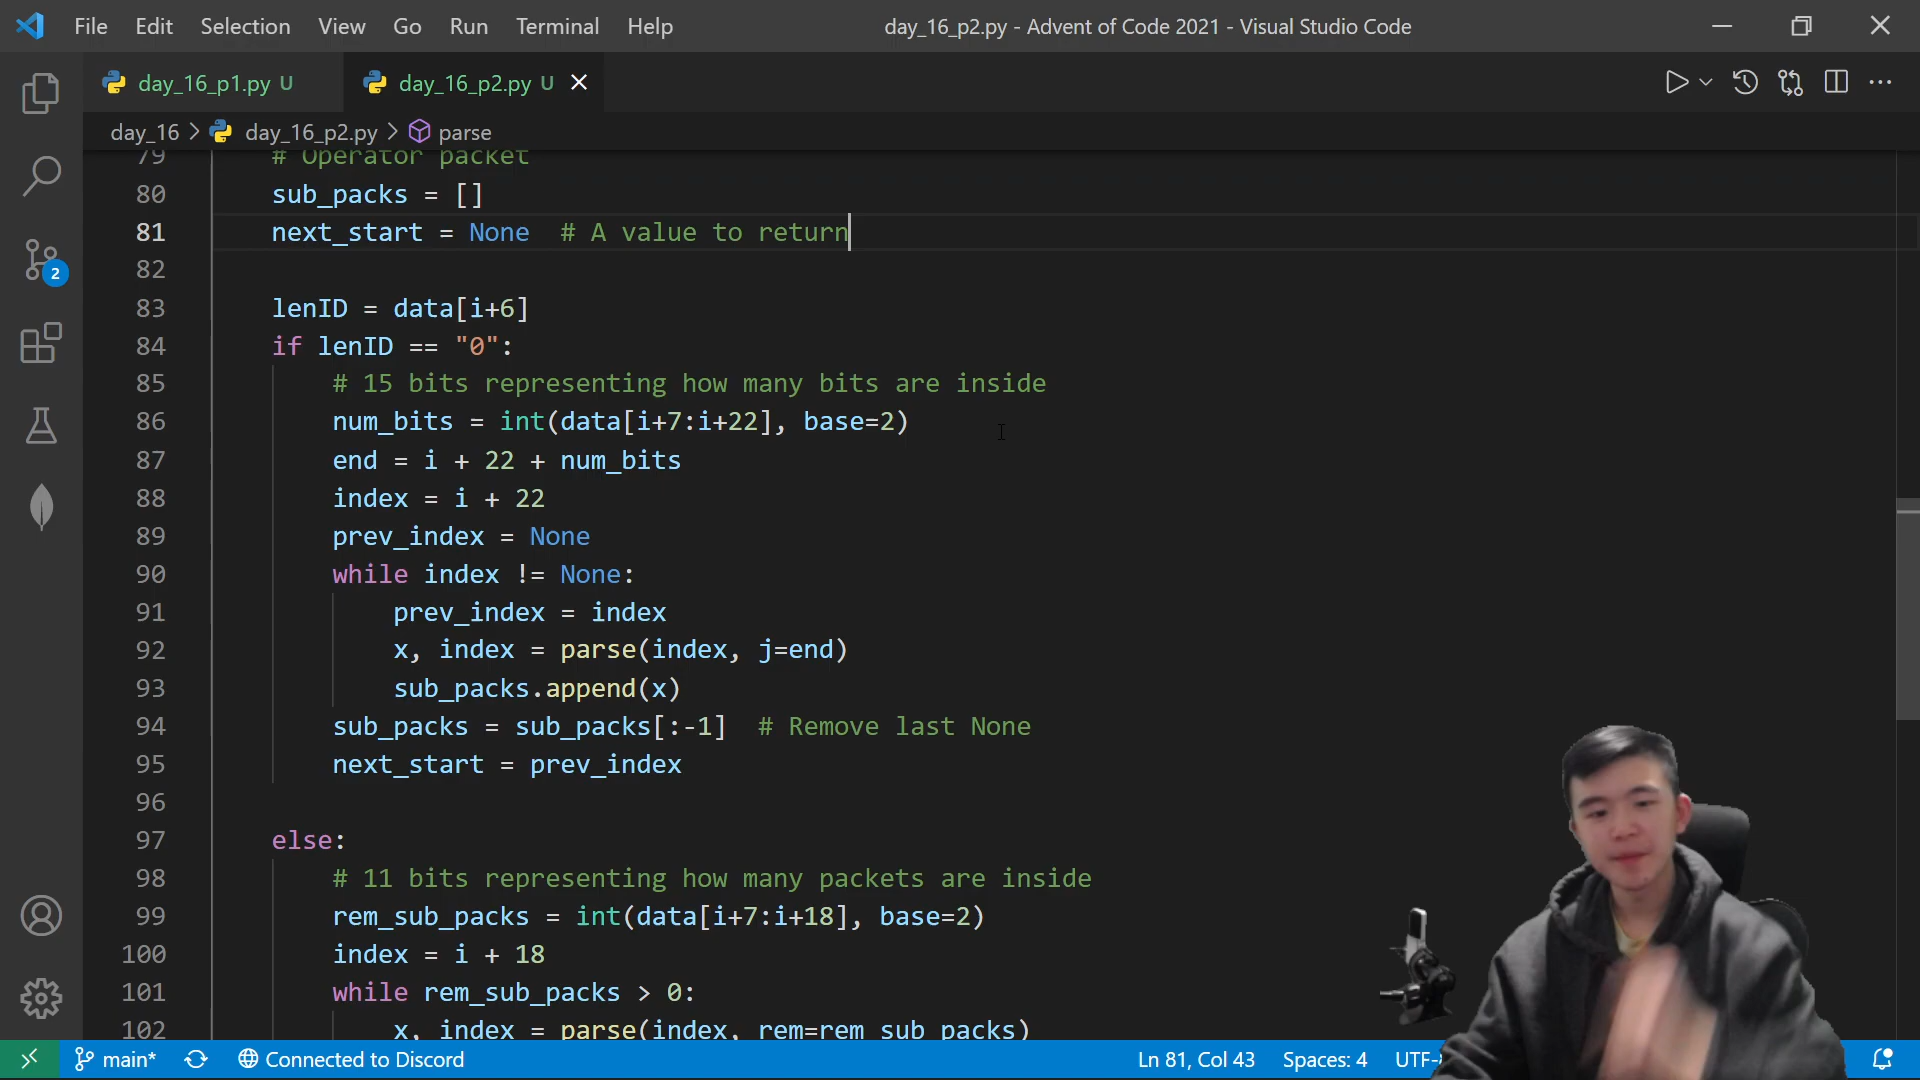 File Edit Selection View Go Run Terminal Help
day_16_p2.py - Advent of Code 2021 - Visual Studio Code
day_16_p1.py U
day_16_p2.py U
day_16 > day_16_p2.py > parse
79 # Operator packet
80 sub_packs = []
81 next_start = None  # A value to return
82
83 lenID = data[i+6]
84 if lenID == "0":
85 # 15 bits representing how many bits are inside
86 num_bits = int(data[i+7:i+22], base=2)
87 end = i + 22 + num_bits
88 index = i + 22
89 prev_index = None
90 while index != None:
91 prev_index = index
92 x, index = parse(index, j=end)
93 sub_packs.append(x)
94 sub_packs = sub_packs[:-1]  # Remove last None
95 next_start = prev_index
96
97 else:
98 # 11 bits representing how many packets are inside
99 rem_sub_packs = int(data[i+7:i+18], base=2)
100 index = i + 18
101 while rem_sub_packs > 0:
102 x, index = parse(index, rem=rem_sub_packs)
2
main* Connected to Discord Ln 81, Col 43 Spaces: 4